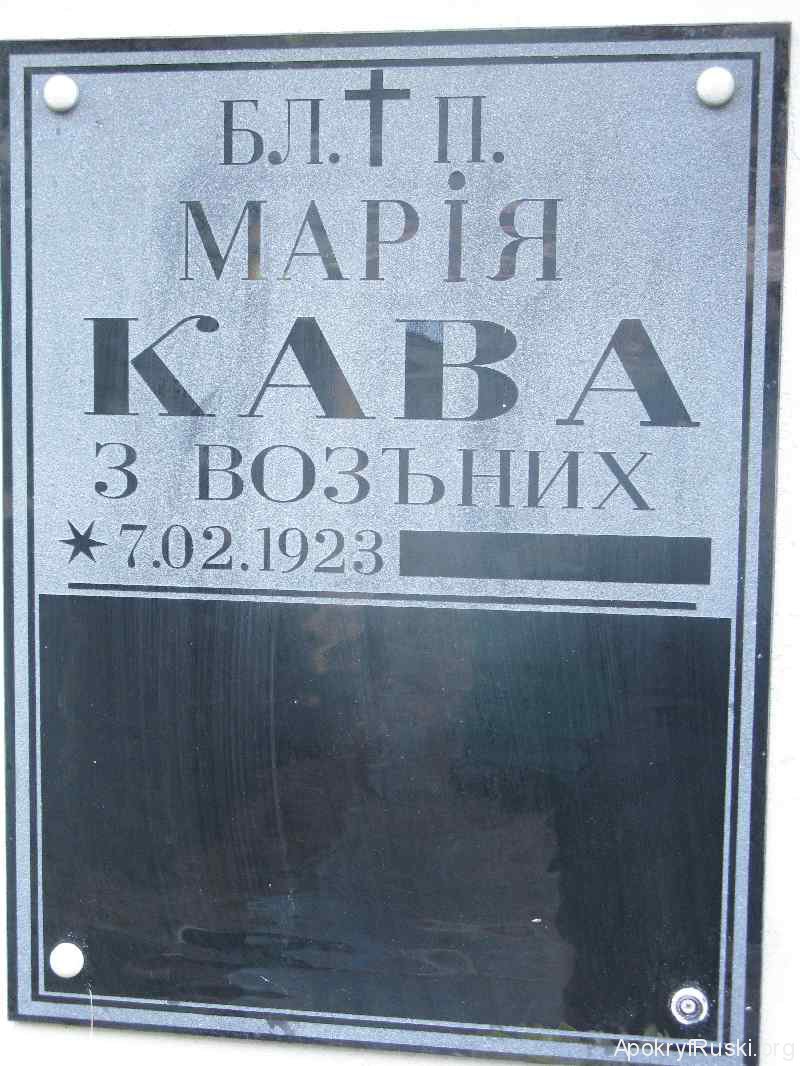 БЛ. † П.
МАРІЯ
КАВА
З ВОЗЪНИХ
*7.02.1923
ApokryfRuski.org